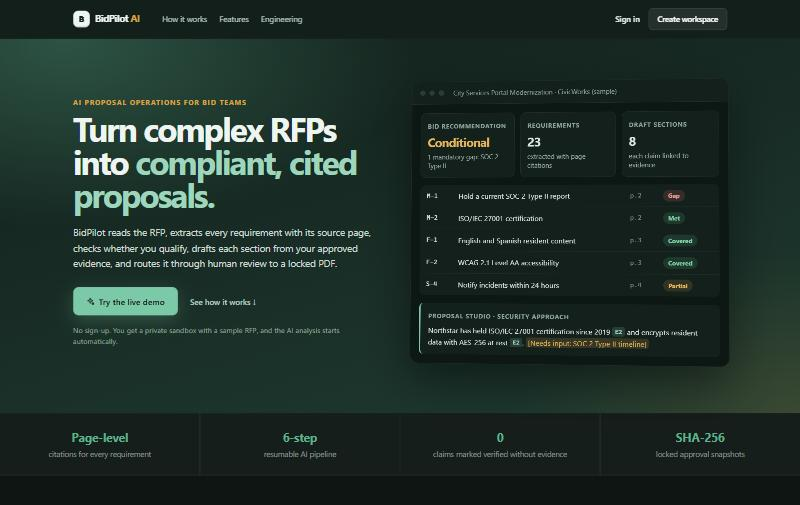 B BidPilot AI How it works Features Engineering Sign in Create workspace
AI PROPOSAL OPERATIONS FOR BID TEAMS
Turn complex RFPs
into compliant, cited
proposals.
BidPilot reads the RFP, extracts every requirement with its source page,
checks whether you qualify, drafts each section from your approved
evidence, and routes it through human review to a locked PDF.
Try the live demo See how it works ↓
No sign-up. You get a private sandbox with a sample RFP, and the AI analysis starts
automatically.
City Services Portal Modernization - CivicWorks (sample)
BID RECOMMENDATION
Conditional
1 mandatory gap: SOC 2
Type II
REQUIREMENTS
23
extracted with page
citations
DRAFT SECTIONS
8
each claim linked to
evidence
M-1 Hold a current SOC 2 Type II report p.2 Gap
M-2 ISO/IEC 27001 certification p.2 Met
F-1 English and Spanish resident content p.3 Covered
F-2 WCAG 2.1 Level AA accessibility p.3 Covered
S-4 Notify incidents within 24 hours p.4 Partial
PROPOSAL STUDIO · SECURITY APPROACH
Northstar has held ISO/IEC 27001 certification since 2019 E2 and encrypts resident
data with AES-256 at rest E2. [Needs input: SOC 2 Type II timeline]
Page-level
citations for every requirement
6-step
resumable AI pipeline
0
claims marked verified without evidence
SHA-256
locked approval snapshots